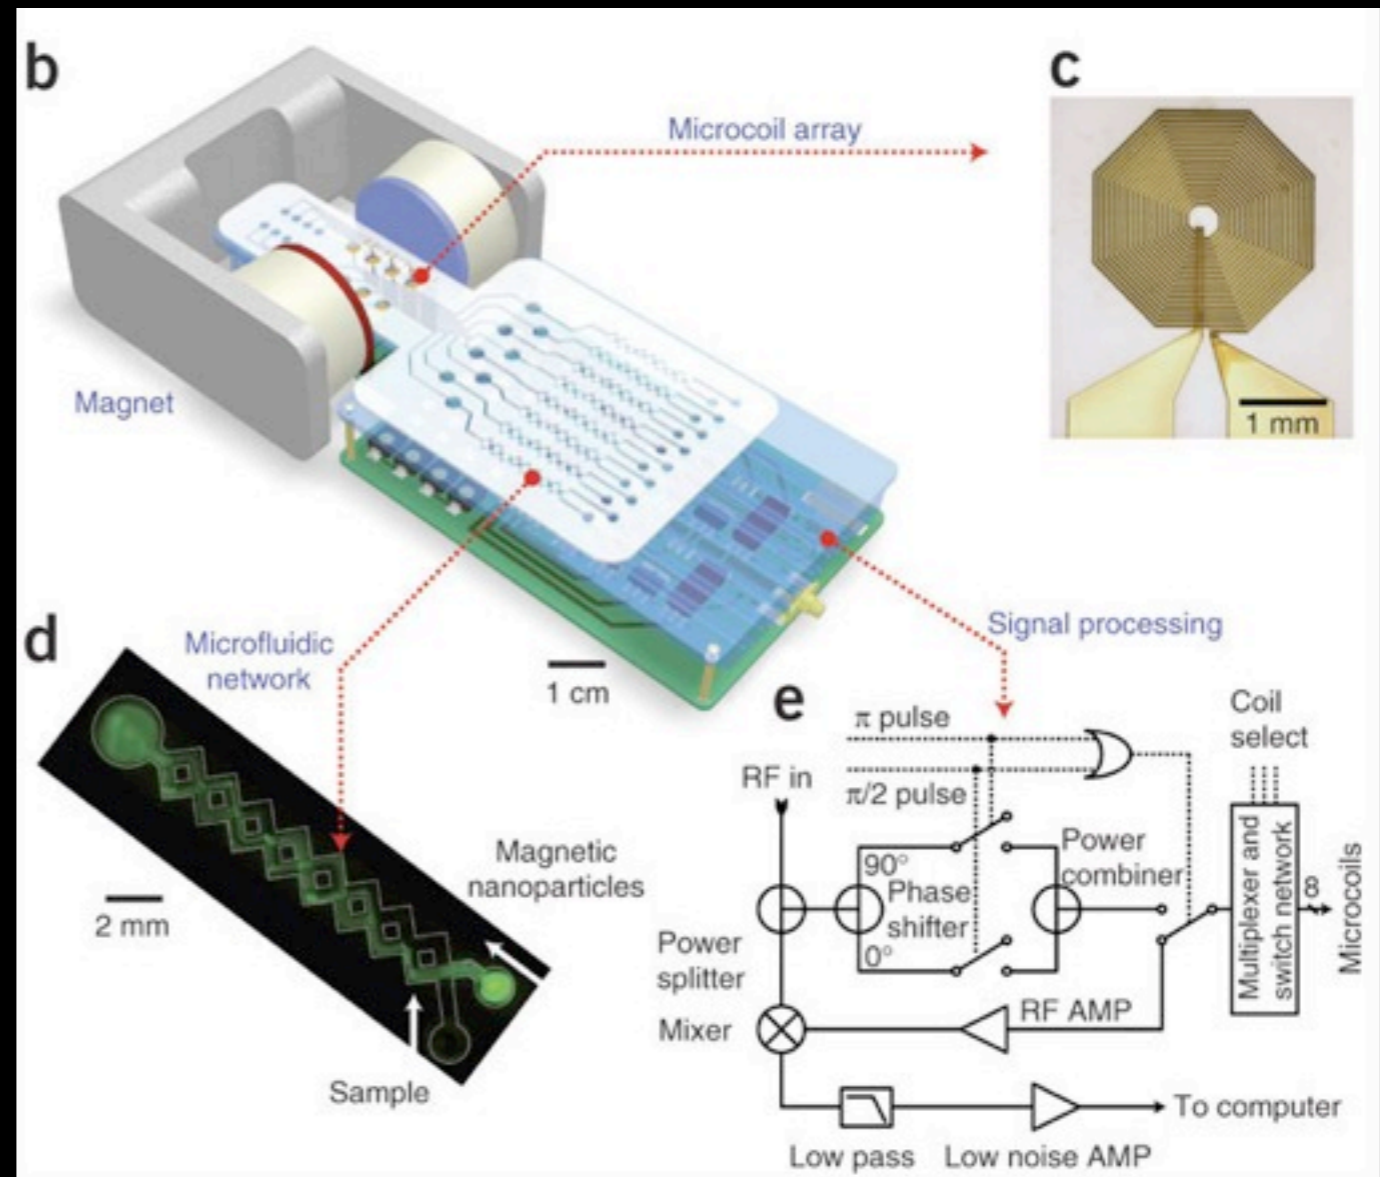 b
Microcoil array
Magnet
c
1 mm
Microfluidic
network
1 cm
Signal processing
d
2 mm
Magnetic
nanoparticles
Sample
e
π pulse
π/2 pulse
RF in
Coil
select
90°
Phase
shifter
0°
Power
combiner
Power
splitter
Multiplexer and
switch network
8
Microcoils
Mixer
RF AMP
To computer
Low pass
Low noise AMP